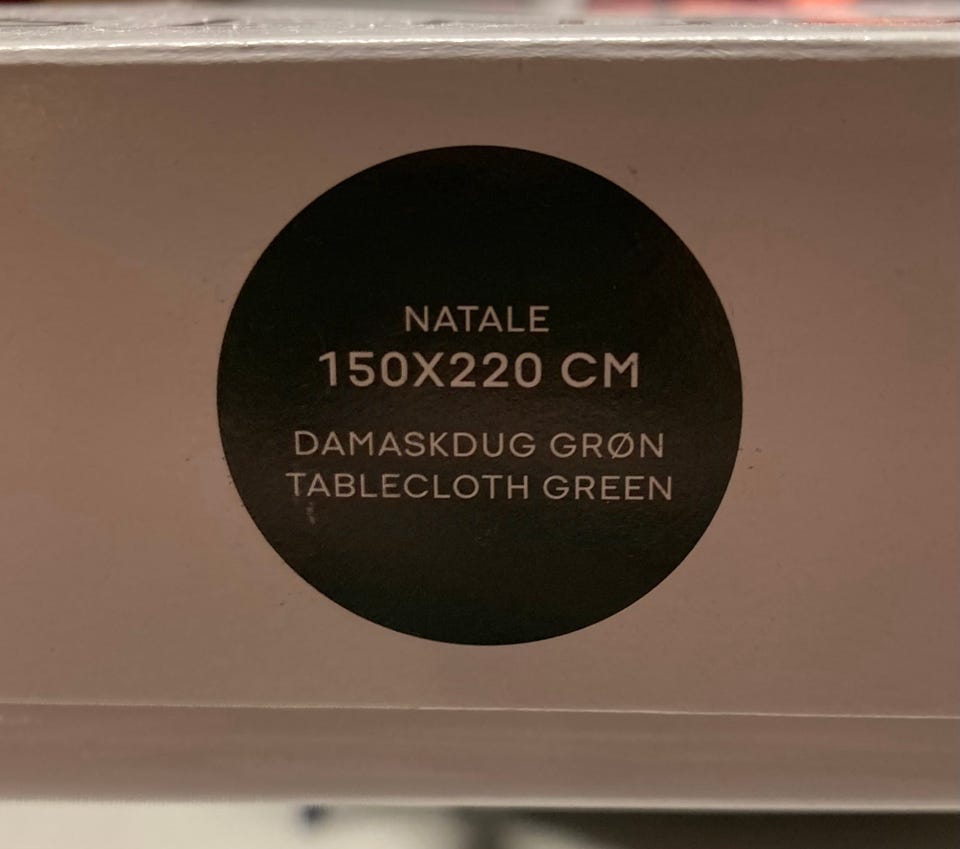 NATALE
150X220 CM
DAMASKDUG GRØN
TABLECLOTH GREEN